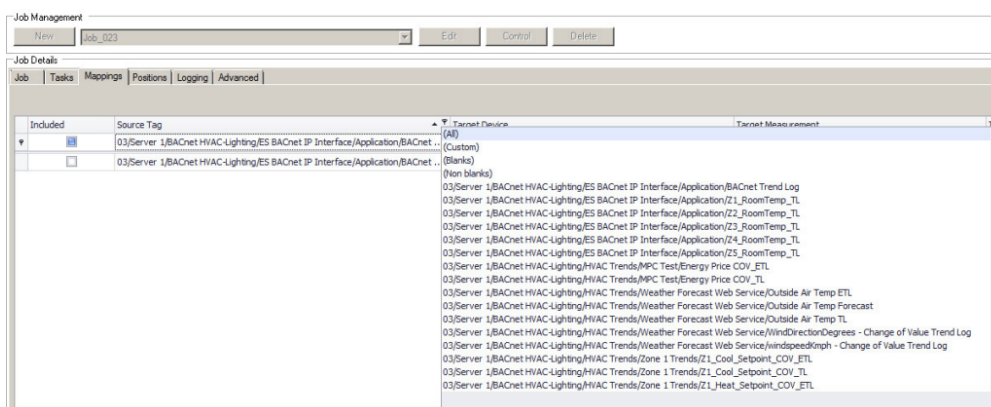 Job Management
New Job_023 Edit Control Delete
Job Details
Job Tasks Mappings Positions Logging Advanced
Included Source Tag Target Device Target Measurement
03/Server 1/BACnet HVAC-Lighting/ES BACnet IP Interface/Application/BACnet ...
03/Server 1/BACnet HVAC-Lighting/ES BACnet IP Interface/Application/BACnet ...
(All)
(Custom)
(Blanks)
(Non blanks)
03/Server 1/BACnet HVAC-Lighting/ES BACnet IP Interface/Application/BACnet Trend Log
03/Server 1/BACnet HVAC-Lighting/ES BACnet IP Interface/Application/Z1_RoomTemp_TL
03/Server 1/BACnet HVAC-Lighting/ES BACnet IP Interface/Application/Z2_RoomTemp_TL
03/Server 1/BACnet HVAC-Lighting/ES BACnet IP Interface/Application/Z3_RoomTemp_TL
03/Server 1/BACnet HVAC-Lighting/ES BACnet IP Interface/Application/Z4_RoomTemp_TL
03/Server 1/BACnet HVAC-Lighting/ES BACnet IP Interface/Application/Z5_RoomTemp_TL
03/Server 1/BACnet HVAC-Lighting/HVAC Trends/MPC Test/Energy Price COV_ETL
03/Server 1/BACnet HVAC-Lighting/HVAC Trends/MPC Test/Energy Price COV_TL
03/Server 1/BACnet HVAC-Lighting/HVAC Trends/Weather Forecast Web Service/Outside Air Temp ETL
03/Server 1/BACnet HVAC-Lighting/HVAC Trends/Weather Forecast Web Service/Outside Air Temp Forecast
03/Server 1/BACnet HVAC-Lighting/HVAC Trends/Weather Forecast Web Service/Outside Air Temp TL
03/Server 1/BACnet HVAC-Lighting/HVAC Trends/Weather Forecast Web Service/WindDirectionDegrees - Change of Value Trend Log
03/Server 1/BACnet HVAC-Lighting/HVAC Trends/Weather Forecast Web Service/windspeedKmph - Change of Value Trend Log
03/Server 1/BACnet HVAC-Lighting/HVAC Trends/Zone 1 Trends/Z1_Cool_Setpoint_COV_ETL
03/Server 1/BACnet HVAC-Lighting/HVAC Trends/Zone 1 Trends/Z1_Cool_Setpoint_COV_TL
03/Server 1/BACnet HVAC-Lighting/HVAC Trends/Zone 1 Trends/Z1_Heat_Setpoint_COV_ETL